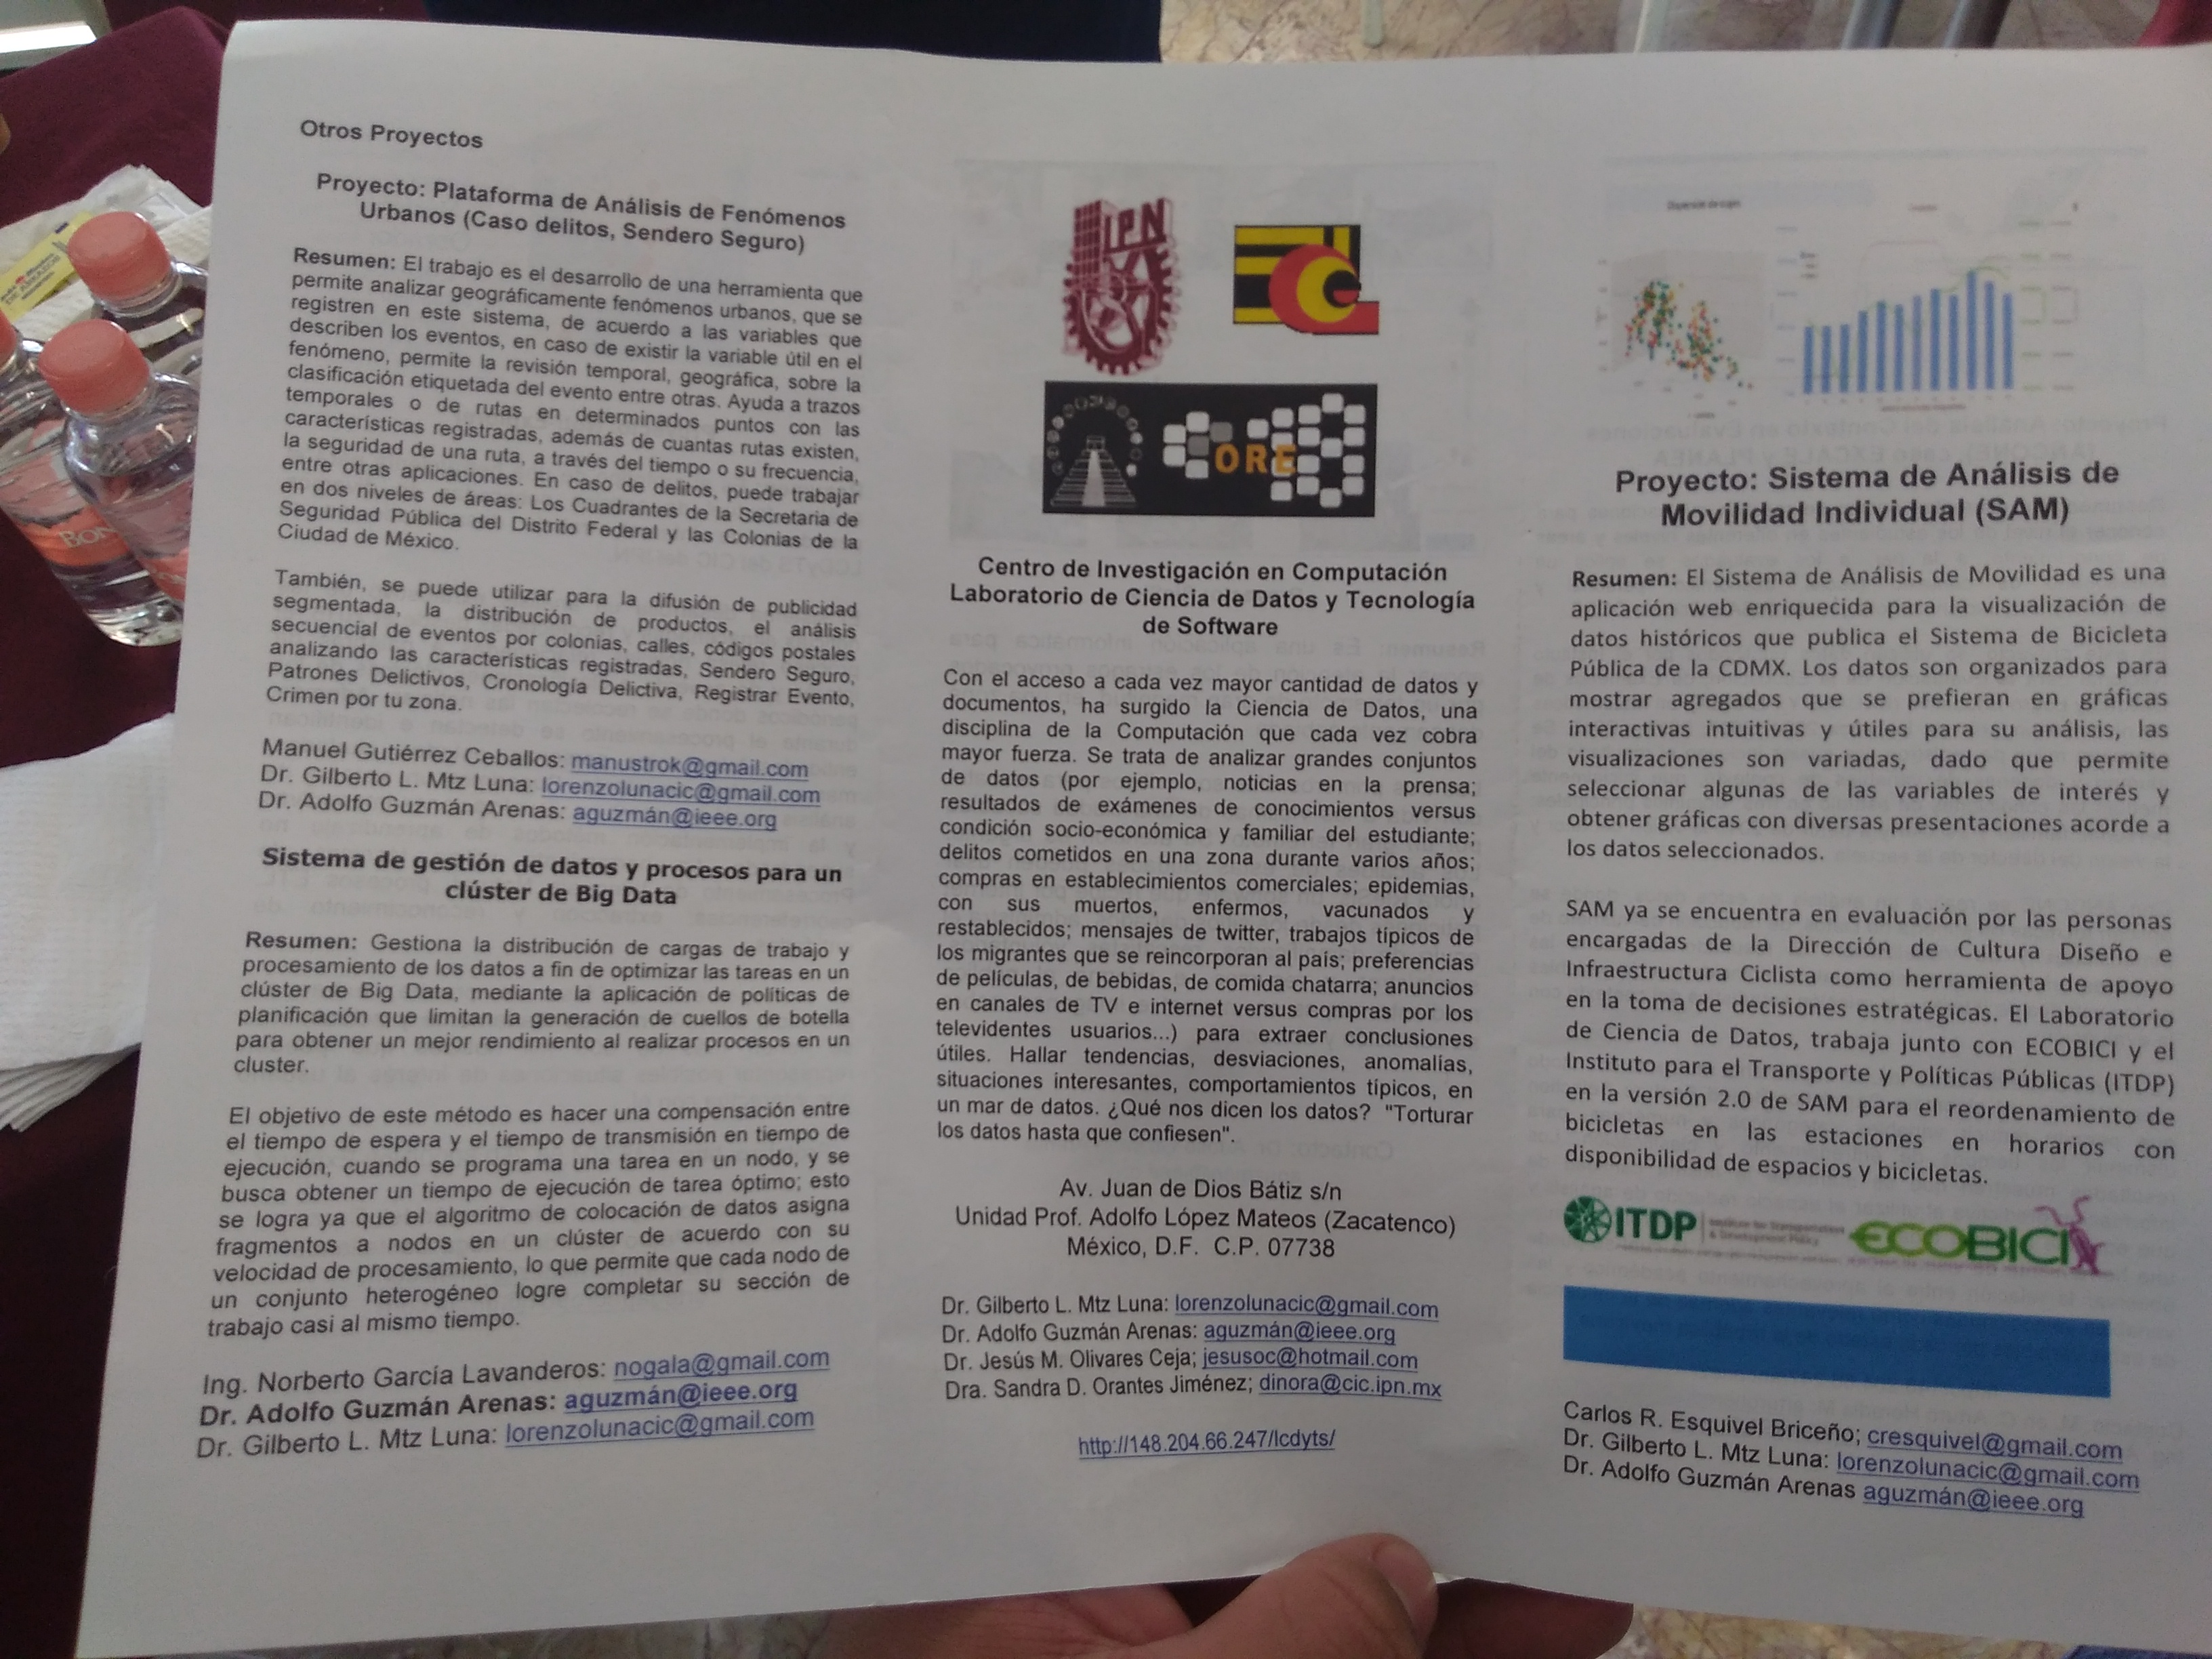 Otros Proyectos
Proyecto: Plataforma de Análisis de Fenómenos
Urbanos (Caso delitos, Sendero Seguro)
Resumen: El trabajo es el desarrollo de una herramienta que
permite analizar geográficamente fenómenos urbanos, que se
registren en este sistema, de acuerdo a las variables que
describen los eventos, en caso de existir la variable útil en el
fenómeno, permite la revisión temporal, geográfica, sobre la
clasificación etiquetada del evento entre otras. Ayuda a trazos
temporales o de rutas en determinados puntos con las
características registradas, además de cuantas rutas existen,
la seguridad de una ruta, a través del tiempo o su frecuencia,
entre otras aplicaciones. En caso de delitos, puede trabajar
en dos niveles de áreas: Los Cuadrantes de la Secretaria de
Seguridad Pública del Distrito Federal y las Colonias de la
Ciudad de México.
También, se puede utilizar para la difusión de publicidad
segmentada, la distribución de productos, el análisis
secuencial de eventos por colonias, calles, códigos postales
analizando las características registradas, Sendero Seguro,
Patrones Delictivos, Cronología Delictiva, Registrar Evento,
Crimen por tu zona.
Manuel Gutiérrez Ceballos: manustrok@gmail.com
Dr. Gilberto L. Mtz Luna: lorenzolunacic@gmail.com
Dr. Adolfo Guzmán Arenas: aguzmán@ieee.org
Sistema de gestión de datos y procesos para un
clúster de Big Data
Resumen: Gestiona la distribución de cargas de trabajo y
procesamiento de los datos a fin de optimizar las tareas en un
clúster de Big Data, mediante la aplicación de políticas de
planificación que limitan la generación de cuellos de botella
para obtener un mejor rendimiento al realizar procesos en un
cluster.
El objetivo de este método es hacer una compensación entre
el tiempo de espera y el tiempo de transmisión en tiempo de
ejecución, cuando se programa una tarea en un nodo, y se
busca obtener un tiempo de ejecución de tarea óptimo; esto
se logra ya que el algoritmo de colocación de datos asigna
fragmentos a nodos en un clúster de acuerdo con su
velocidad de procesamiento, lo que permite que cada nodo de
un conjunto heterogéneo logre completar su sección de
trabajo casi al mismo tiempo.
Ing. Norberto García Lavanderos: nogala@gmail.com
Dr. Adolfo Guzmán Arenas: aguzmán@ieee.org
Dr. Gilberto L. Mtz Luna: lorenzolunacic@gmail.com
IPN
ORE
Centro de Investigación en Computación
Laboratorio de Ciencia de Datos y Tecnología
de Software
Con el acceso a cada vez mayor cantidad de datos y
documentos, ha surgido la Ciencia de Datos, una
disciplina de la Computación que cada vez cobra
mayor fuerza. Se trata de analizar grandes conjuntos
de datos (por ejemplo, noticias en la prensa;
resultados de exámenes de conocimientos versus
condición socio-económica y familiar del estudiante;
delitos cometidos en una zona durante varios años;
compras en establecimientos comerciales; epidemias,
con sus muertos, enfermos, vacunados y
restablecidos; mensajes de twitter, trabajos típicos de
los migrantes que se reincorporan al país; preferencias
de películas, de bebidas, de comida chatarra; anuncios
en canales de TV e internet versus compras por los
televidentes usuarios...) para extraer conclusiones
útiles. Hallar tendencias, desviaciones, anomalías,
situaciones interesantes, comportamientos típicos, en
un mar de datos. ¿Qué nos dicen los datos? "Torturar
los datos hasta que confiesen".
Av. Juan de Dios Bátiz s/n
Unidad Prof. Adolfo López Mateos (Zacatenco)
México, D.F. C.P. 07738
Dr. Gilberto L. Mtz Luna: lorenzolunacic@gmail.com
Dr. Adolfo Guzmán Arenas: aguzmán@ieee.org
Dr. Jesús M. Olivares Ceja; jesusoc@hotmail.com
Dra. Sandra D. Orantes Jiménez; dinora@cic.ipn.mx
http://148.204.66.247/lcdyts/
Proyecto: Sistema de Análisis de
Movilidad Individual (SAM)
Resumen: El Sistema de Análisis de Movilidad es una
aplicación web enriquecida para la visualización de
datos históricos que publica el Sistema de Bicicleta
Pública de la CDMX. Los datos son organizados para
mostrar agregados que se prefieran en gráficas
interactivas intuitivas y útiles para su análisis, las
visualizaciones son variadas, dado que permite
seleccionar algunas de las variables de interés y
obtener gráficas con diversas presentaciones acorde a
los datos seleccionados.
SAM ya se encuentra en evaluación por las personas
encargadas de la Dirección de Cultura Diseño e
Infraestructura Ciclista como herramienta de apoyo
en la toma de decisiones estratégicas. El Laboratorio
de Ciencia de Datos, trabaja junto con ECOBICI y el
Instituto para el Transporte y Políticas Públicas (ITDP)
en la versión 2.0 de SAM para el reordenamiento de
bicicletas en las estaciones en horarios con
disponibilidad de espacios y bicicletas.
ITDP Institute for Transportation
& Development Policy
ECOBICI
Carlos R. Esquivel Briceño; cresquivel@gmail.com
Dr. Gilberto L. Mtz Luna: lorenzolunacic@gmail.com
Dr. Adolfo Guzmán Arenas aguzmán@ieee.org